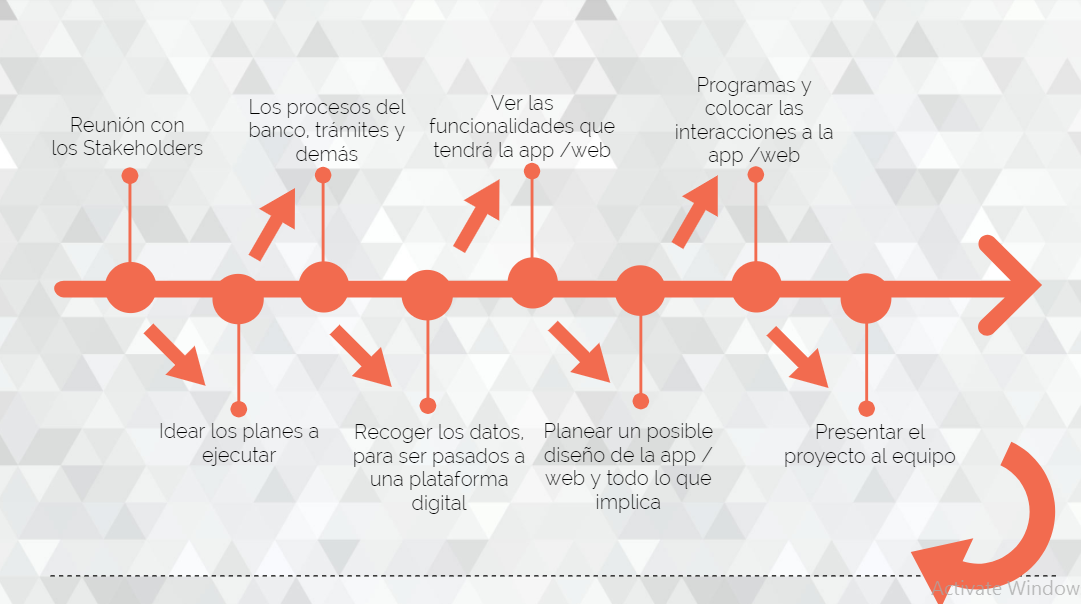 Reunión con
los Stakeholders
Idear los planes a
ejecutar
Los procesos del
banco, trámites y
demás
Recoger los datos,
para ser pasados a
una plataforma
digital
Ver las
funcionalidades que
tendrá la app /web
Planear un posible
diseño de la app /
web y todo lo que
implica
Programas y
colocar las
interacciones a la
app /web
Presentar el
proyecto al equipo
Activate Window